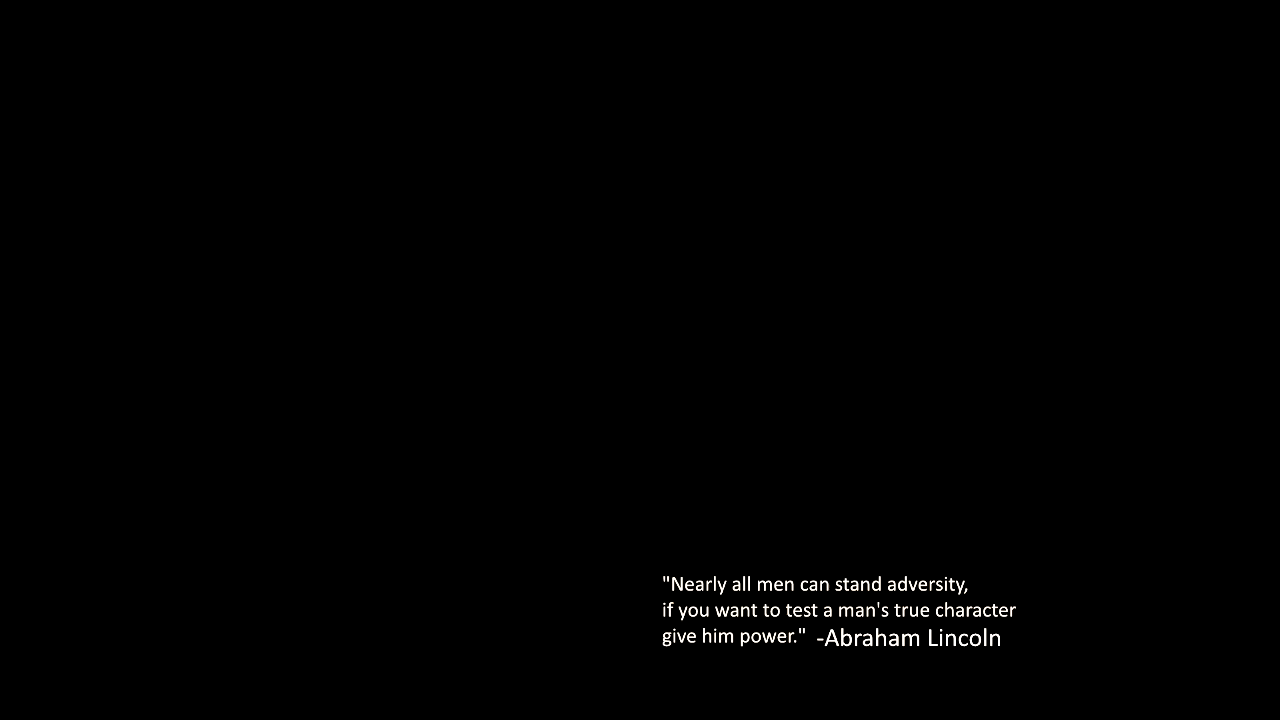 "Nearly all men can stand adversity,
if you want to test a man's true character
give him power." -Abraham Lincoln